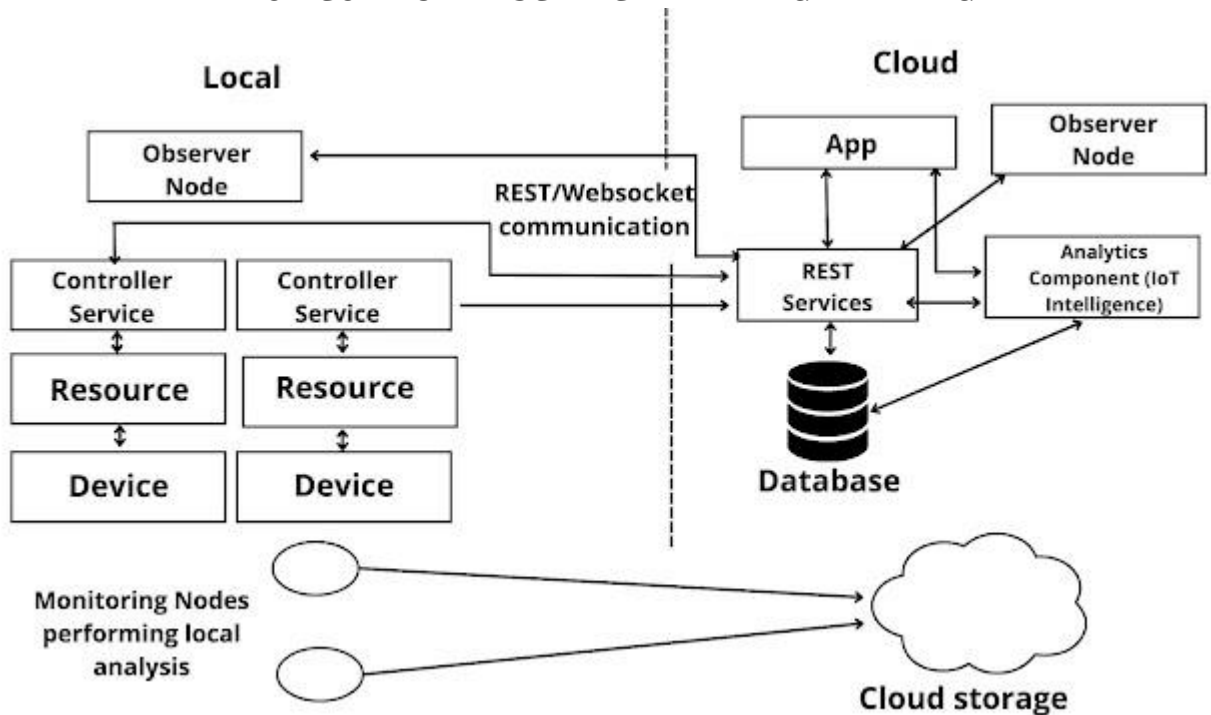 Local
Cloud
Observer
Node
App
Observer
Node
REST/Websocket
communication
Controller
Service
Controller
Service
REST
Services
Analytics
Component (IoT
Intelligence)
Resource
Resource
Device
Device
Database
Monitoring Nodes
performing local
analysis
Cloud storage